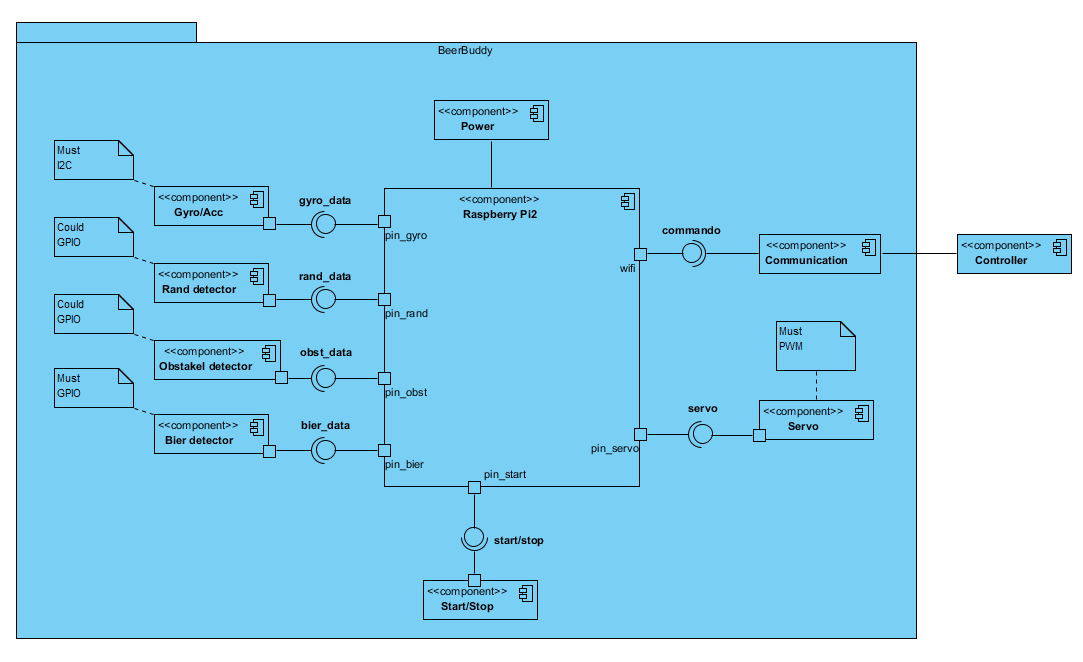 BeerBuddy
<<component>>
Power
Must
I2C
<<component>>
Gyro/Acc
gyro_data
pin_gyro
<<component>>
Raspberry Pi2
Could
GPIO
<<component>>
Rand detector
rand_data
pin_rand
commando
wifi
<<component>>
Communication
<<component>>
Controller
Could
GPIO
<<component>>
Obstakel detector
obst_data
pin_obst
Must
PWM
Must
GPIO
<<component>>
Bier detector
bier_data
pin_bier
servo
pin_servo
<<component>>
Servo
pin_start
start/stop
<<component>>
Start/Stop